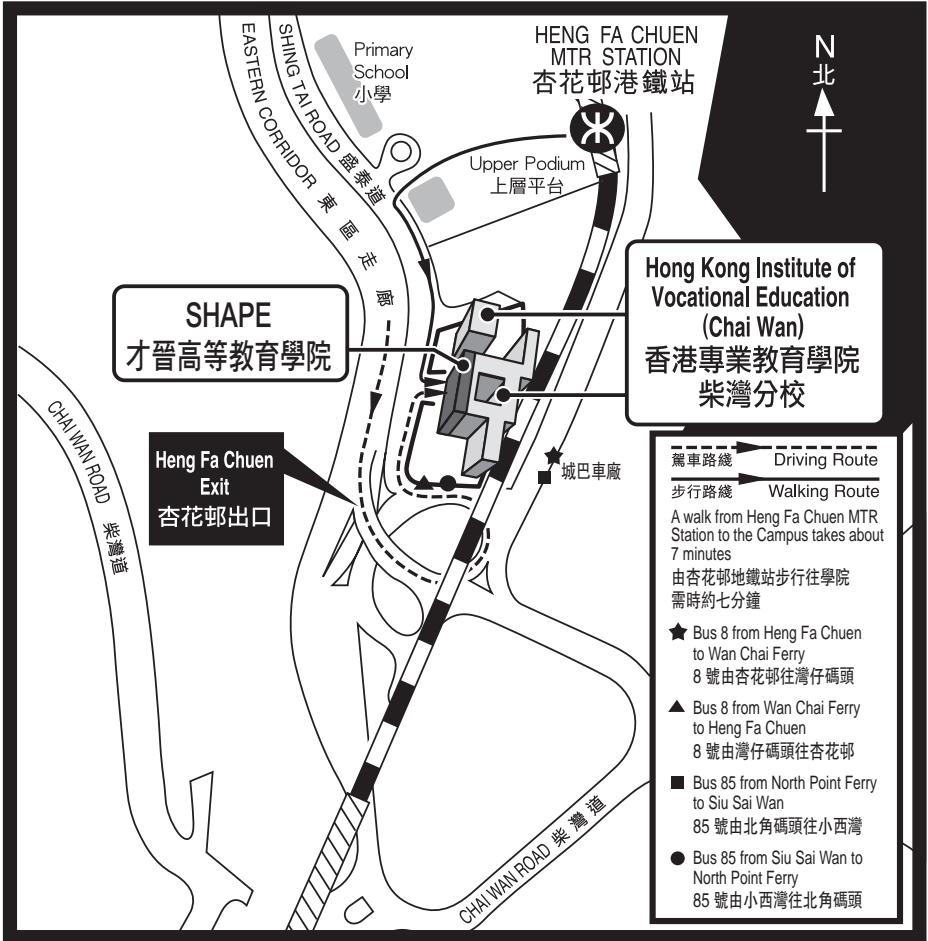 HENG FA CHUEN
MTR STATION
杏花邨港鐵站
N
北
Primary
School
小學
SHING TAI ROAD 盛泰道
EASTERN CORRIDOR 東區走廊
Upper Podium
上層平台
Hong Kong Institute of
Vocational Education
(Chai Wan)
香港專業教育學院
柴灣分校
SHAPE
才晉高等教育學院
CHAI WAN ROAD 柴灣道
Heng Fa Chuen
Exit
杏花邨出口
城巴車廠
駕車路綫 Driving Route
步行路綫 Walking Route
A walk from Heng Fa Chuen MTR
Station to the Campus takes about
7 minutes
由杏花邨地鐵站步行往學院
需時約七分鐘
Bus 8 from Heng Fa Chuen
to Wan Chai Ferry
8 號由杏花邨往灣仔碼頭
Bus 8 from Wan Chai Ferry
to Heng Fa Chuen
8 號由灣仔碼頭往杏花邨
Bus 85 from North Point Ferry
to Siu Sai Wan
85 號由北角碼頭往小西灣
Bus 85 from Siu Sai Wan to
North Point Ferry
85 號由小西灣往北角碼頭
CHAI WAN ROAD 柴灣道